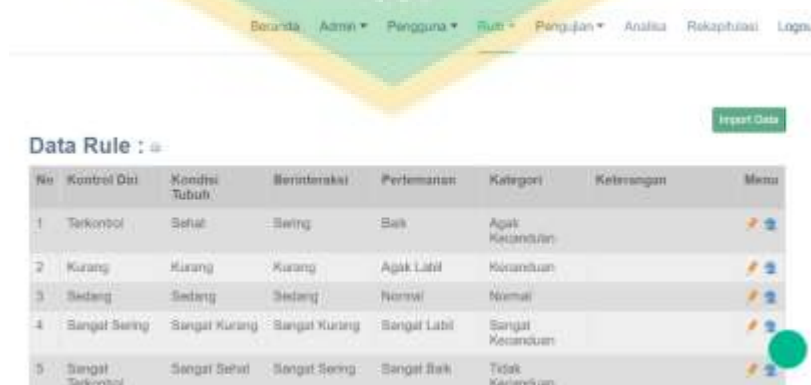 Beranda Admin Pengguna Rule Pengujian Analisa Rekapitulasi Logou
Import Data
Data Rule :
No Kontrol Diri Kondisi Tubuh Berinteraksi Pertemanan Kategori Keterangan Menu
1 Terkontrol Sehat Sering Baik Agak Kecanduan
2 Kurang Kurang Kurang Agak Labil Kecanduan
3 Sedang Sedang Sedang Normal Normal
4 Sangat Sering Sangat Kurang Sangat Kurang Sangat Labil Sangat Kecanduan
5 Sangat Terkontrol Sangat Sehat Sangat Sering Sangat Baik Tidak Kecanduan